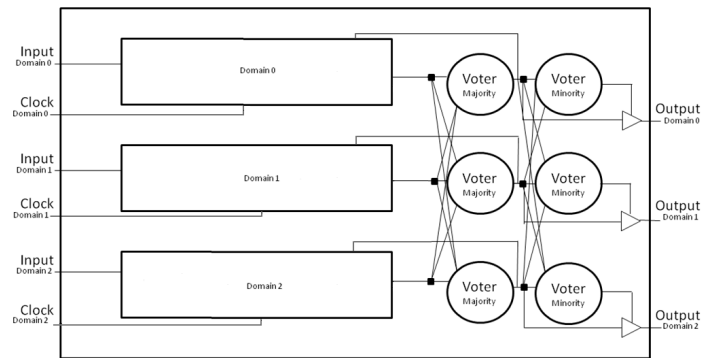 Input
Domain 0
Domain 0
Voter
Majority
Voter
Minority
Clock
Domain 0
Output
Domain 0
Input
Domain 1
Domain 1
Voter
Majority
Voter
Minority
Clock
Domain 1
Output
Domain 1
Input
Domain 2
Domain 2
Voter
Majority
Voter
Minority
Clock
Domain 2
Output
Domain 2